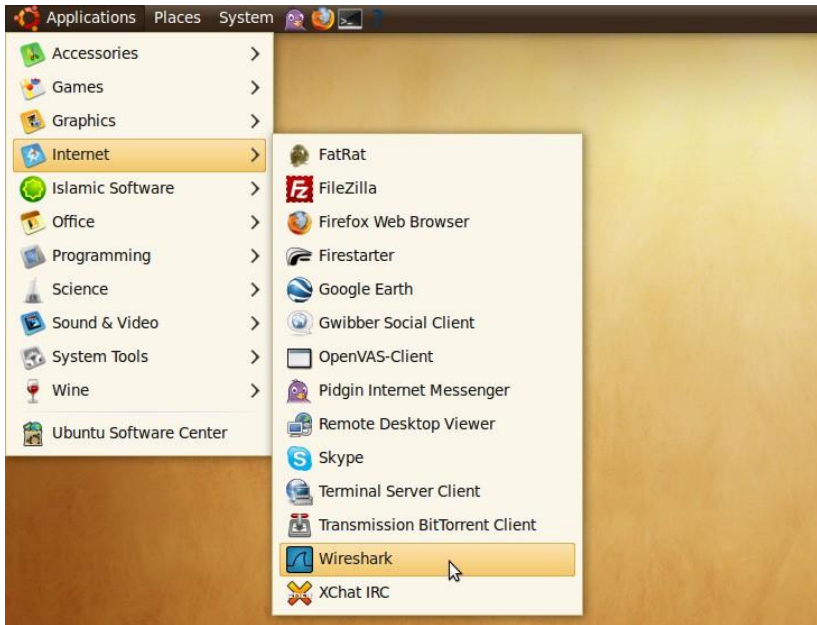 Applications Places System
Accessories
Games
Graphics
Internet
Islamic Software
Office
Programming
Science
Sound & Video
System Tools
Wine
Ubuntu Software Center
FatRat
FileZilla
Firefox Web Browser
Firestarter
Google Earth
Gwibber Social Client
OpenVAS-Client
Pidgin Internet Messenger
Remote Desktop Viewer
Skype
Terminal Server Client
Transmission BitTorrent Client
Wireshark
XChat IRC